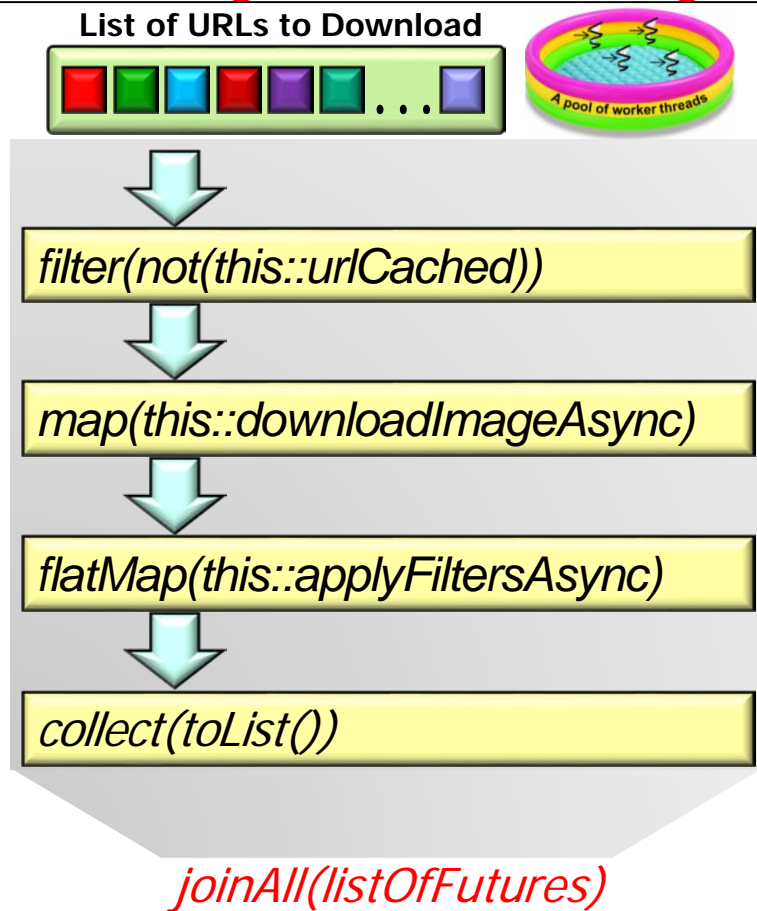 List of URLs to Download
A pool of worker threads
. . .
filter(not(this::urlCached))
map(this::downloadImageAsync)
flatMap(this::applyFiltersAsync)
collect(toList())
joinAll(listOfFutures)